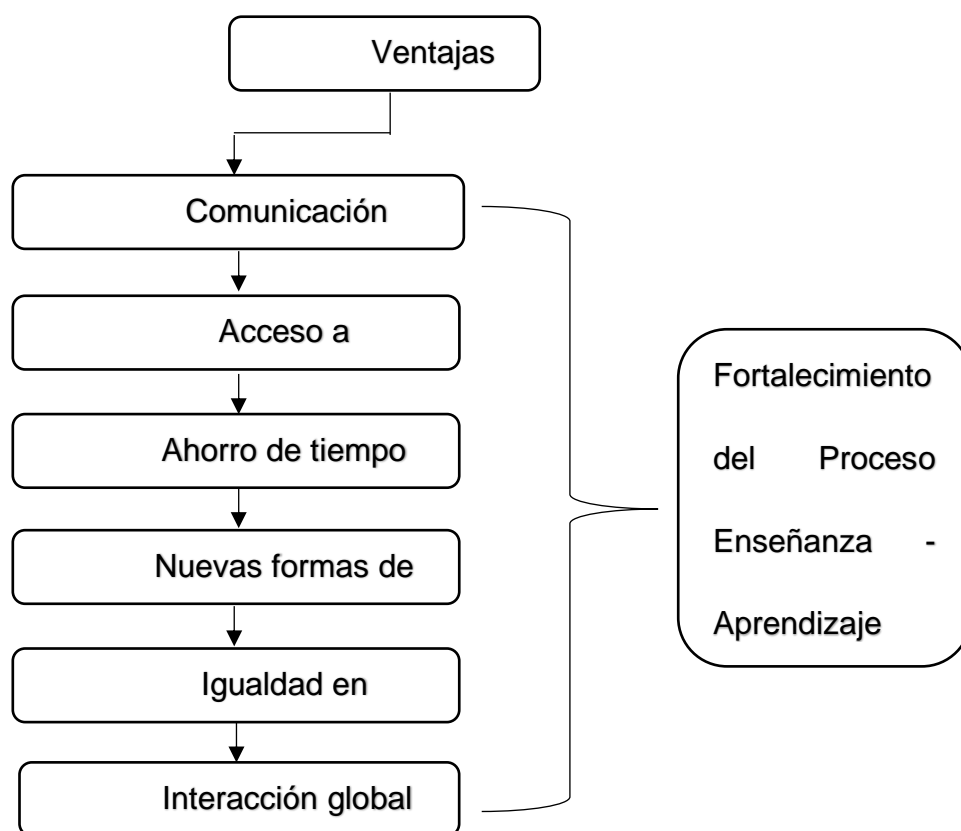 Ventajas
Comunicación
Acceso a
Ahorro de tiempo
Nuevas formas de
Igualdad en
Interacción global
Fortalecimiento
del Proceso
Enseñanza -
Aprendizaje